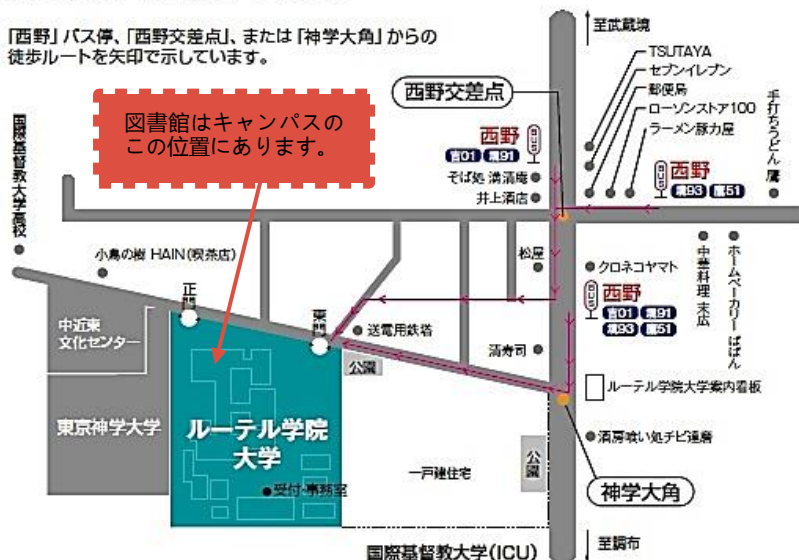 「西野」バス停、「西野交差点」、または「神学大角」からの
徒歩ルートを矢印で示しています。
至武蔵境
TSUTAYA
セブンイレブン
郵便局
ローソンストア100
ラーメン豚力屋
手打ちうどん 鷹
西野交差点
図書館はキャンパスの
この位置にあります。
国際基督教大学高校
西野
BUS
吉01 鷹91
そば処 満清庵
井上酒店
BUS
西野
鷹93 鷹51
小鳥の樹 HAIN(喫茶店)
松屋
クロネコヤマト
中華料理 末広
ホームベーカリー ぱぱん
正門
東門
BUS
西野
吉01 鷹91
鷹93 鷹51
中近東
文化センター
送電用鉄塔
清寿司
公園
ルーテル学院大学案内看板
東京神学大学
ルーテル学院
大学
酒房喰い処チビ達磨
一戸建住宅
公園
受付・事務室
神学大角
国際基督教大学(ICU)
至調布